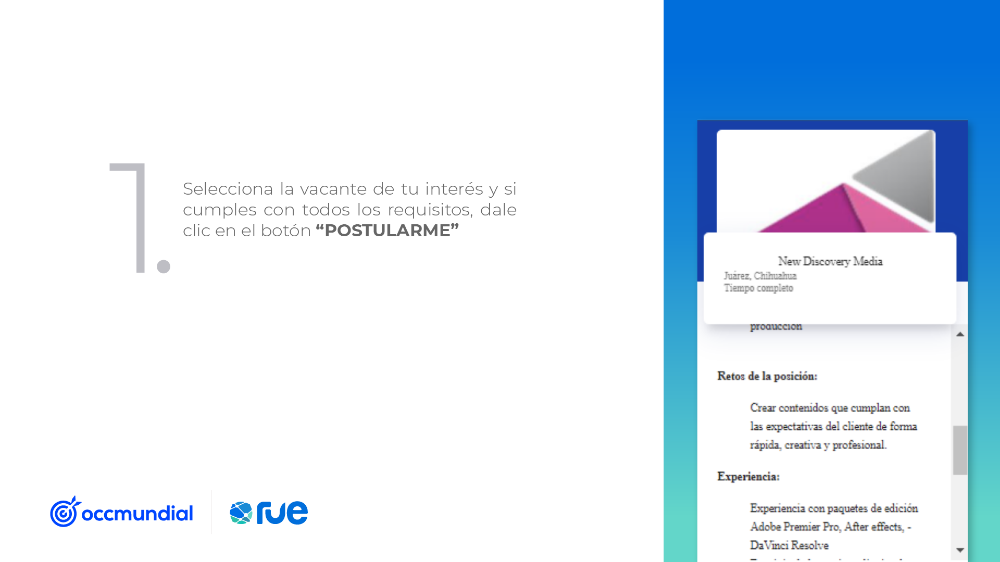 1.
Selecciona la vacante de tu interés y si
cumples con todos los requisitos, dale
clic en el botón “POSTULARME”
occmundial
rue
New Discovery Media
Juárez, Chihuahua
Tiempo completo
producción
Retos de la posición:
Crear contenidos que cumplan con
las expectativas del cliente de forma
rápida, creativa y profesional.
Experiencia:
Experiencia con paquetes de edición
Adobe Premier Pro, After effects, -
DaVinci Resolve